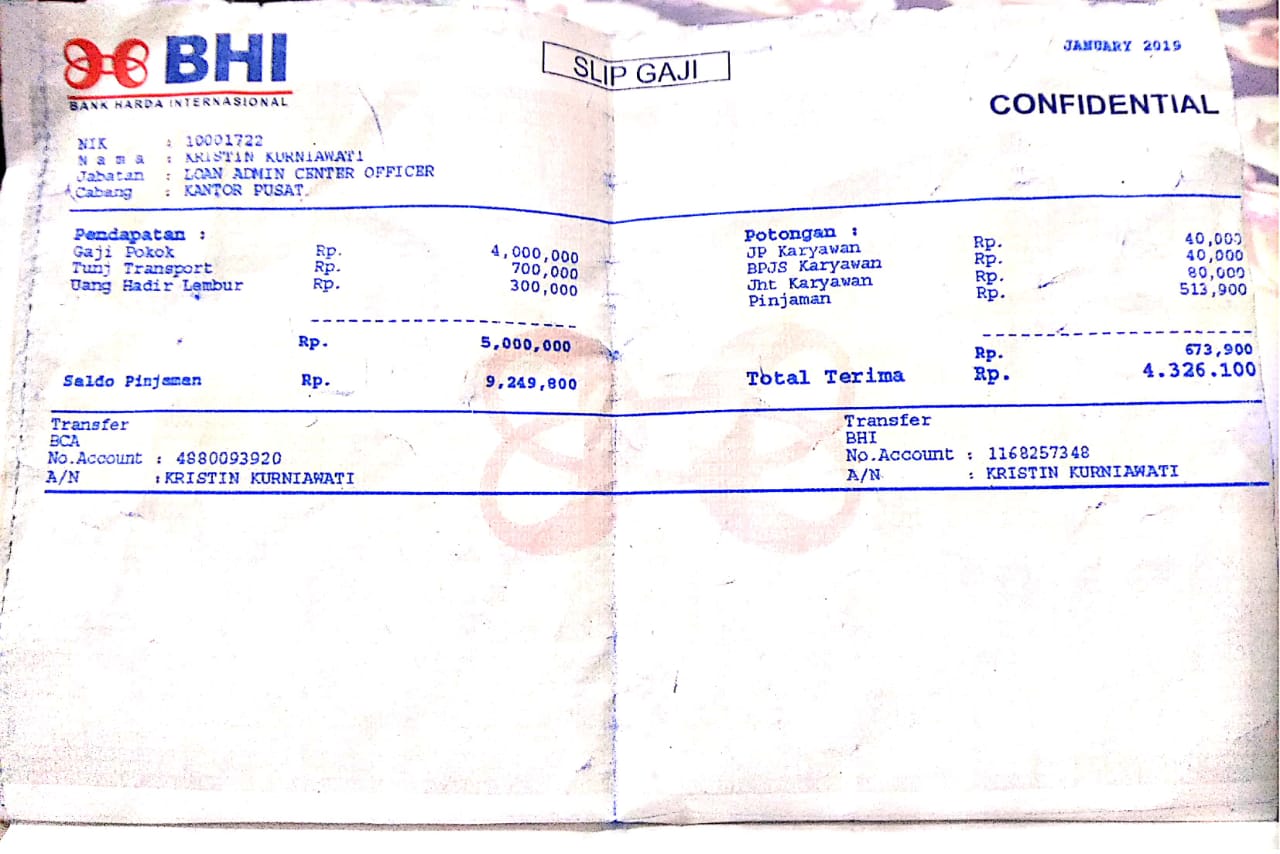 BHI
BANK HARDA INTERNASIONAL
SLIP GAJI
JANUARY 2019
CONFIDENTIAL
NIK : 10001722
N a m a : KRISTIN KURNIAWATI
Jabatan : LOAN ADMIN CENTER OFFICER
Cabang : KANTOR PUSAT.
Pendapatan :
Gaji Pokok Rp. 4,000,000
Tunj Transport Rp. 700,000
Uang Hadir Lembur Rp. 300,000
Rp. 5,000,000
Saldo Pinjaman Rp. 9,249,800
Potongan :
JP Karyawan Rp. 40,000
BPJS Karyawan Rp. 40,000
Jht Karyawan Rp. 80,000
Pinjaman Rp. 513,900
Rp. 673,900
Total Terima Rp. 4.326.100
Transfer
BCA
No.Account : 4880093920
A/N : KRISTIN KURNIAWATI
Transfer
BHI
No.Account : 1168257348
A/N : KRISTIN KURNIAWATI